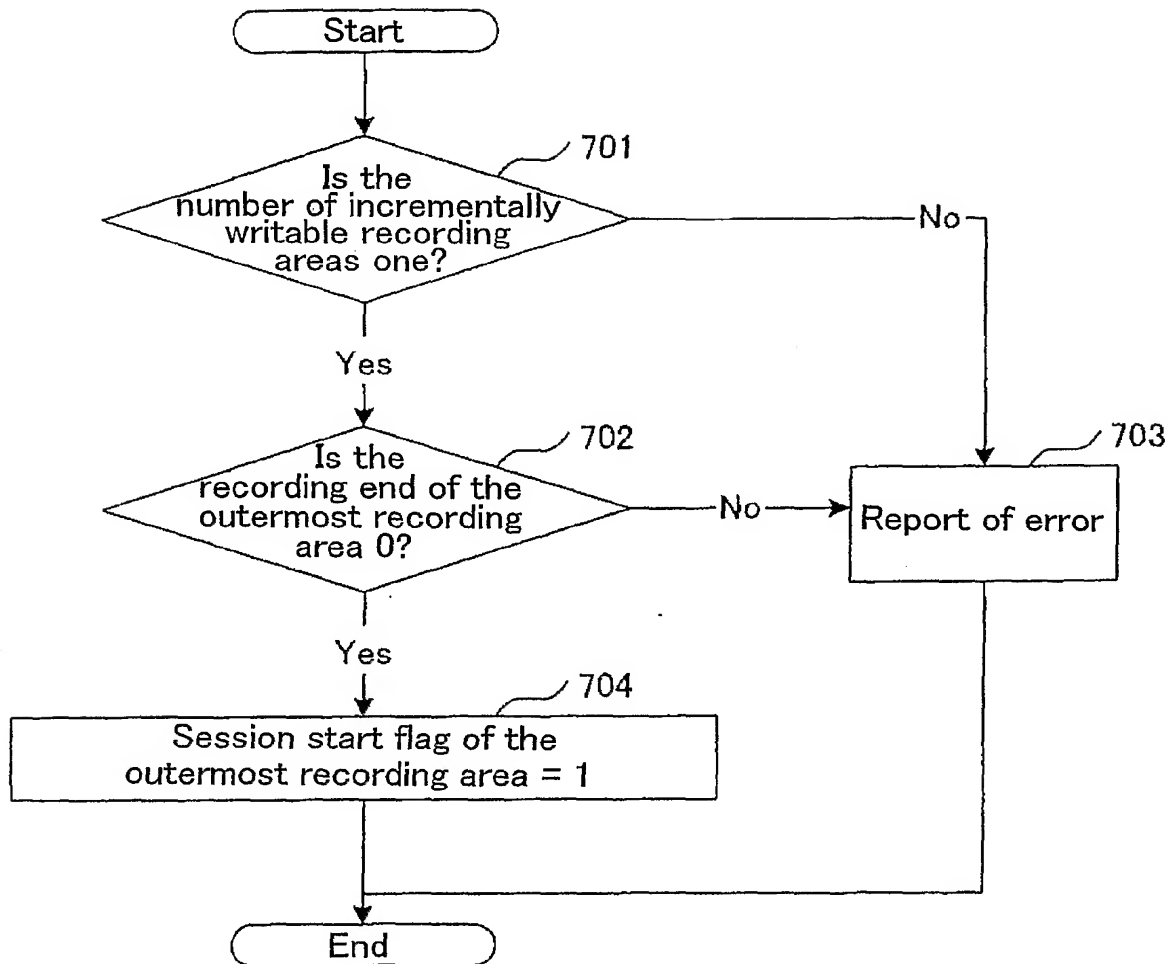 Start
701
Is the
number of incrementally
writable recording
areas one?
No
Yes
702
Is the
recording end of the
outermost recording
area 0?
No
703
Report of error
Yes
704
Session start flag of the
outermost recording area = 1
End